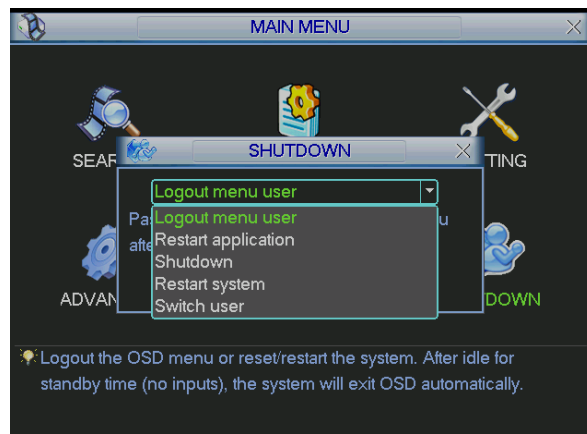 MAIN MENU
SEAR
TING
SHUTDOWN
Logout menu user
Pas
u
Logout menu user
afte
Restart application
Shutdown
Restart system
Switch user
ADVAN
DOWN
Logout the OSD menu or reset/restart the system. After idle for
standby time (no inputs), the system will exit OSD automatically.